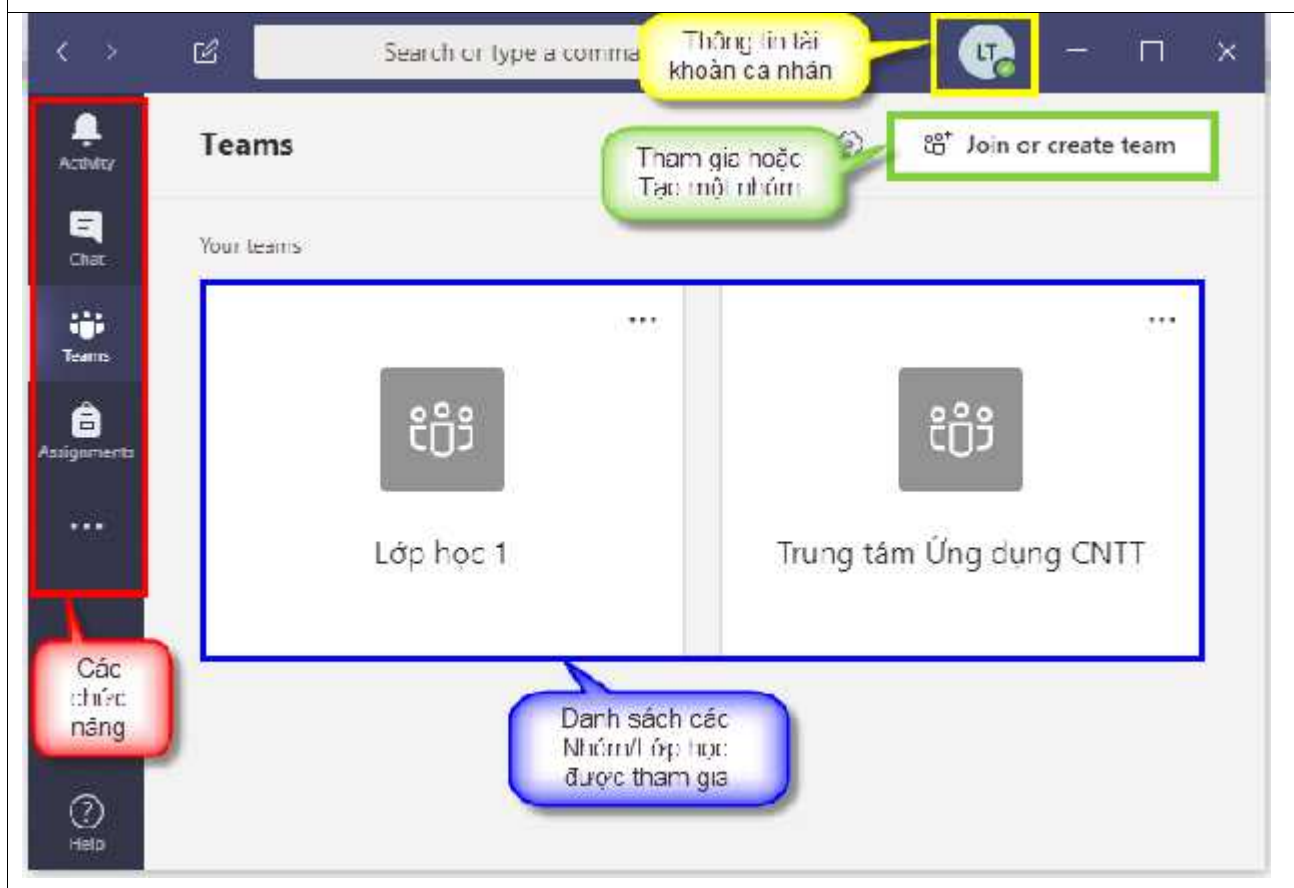 Search or type a comma
Thông tin tài
khoản cá nhân
LT
Activity
Teams
Tham gia hoặc
Tạo một nhóm
Join or create team
Chat
Your teams
Teams
Assignments
Lớp học 1
Trung tâm Ứng dụng CNTT
Các
chức
năng
Danh sách các
Nhóm/Lớp học
được tham gia
Help